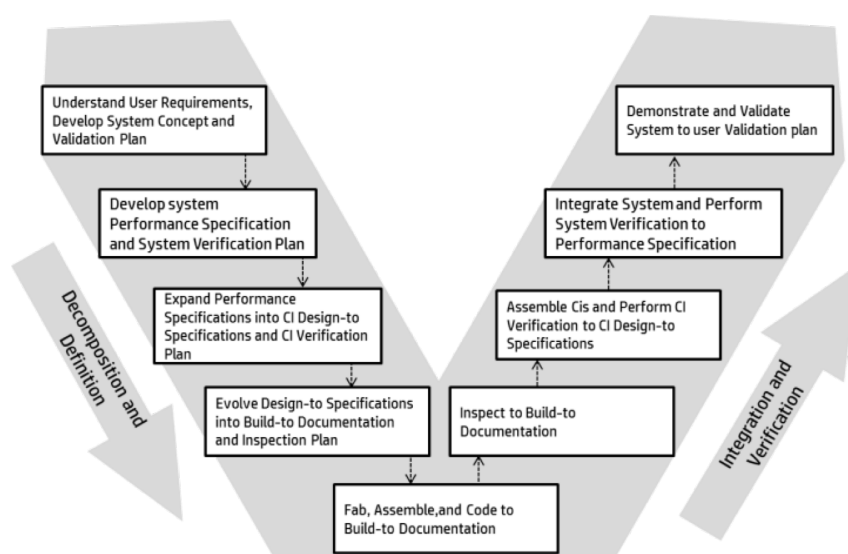 Understand User Requirements,
Develop System Concept and
Validation Plan
Demonstrate and Validate
System to user Validation plan
Develop system
Performance Specification
and System Verification Plan
Integrate System and Perform
System Verification to
Performance Specification
Expand Performance
Specifications into CI Design-to
Specifications and CI Verification
Plan
Assemble Cis and Perform CI
Verification to CI Design-to
Specifications
Decomposition and
Definition
Evolve Design-to Specifications
into Build-to Documentation
and Inspection Plan
Inspect to Build-to
Documentation
Integration and
Verification
Fab, Assemble,and Code to
Build-to Documentation